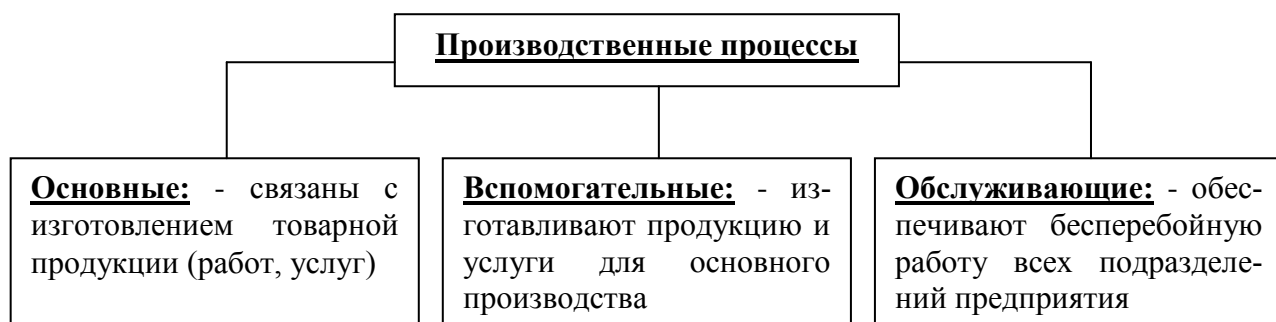 Производственные процессы
Основные: - связаны с
изготовлением товарной
продукции (работ, услуг)
Вспомогательные: - из-
готавливают продукцию и
услуги для основного
производства
Обслуживающие: - обес-
печивают бесперебойную
работу всех подразделе-
ний предприятия